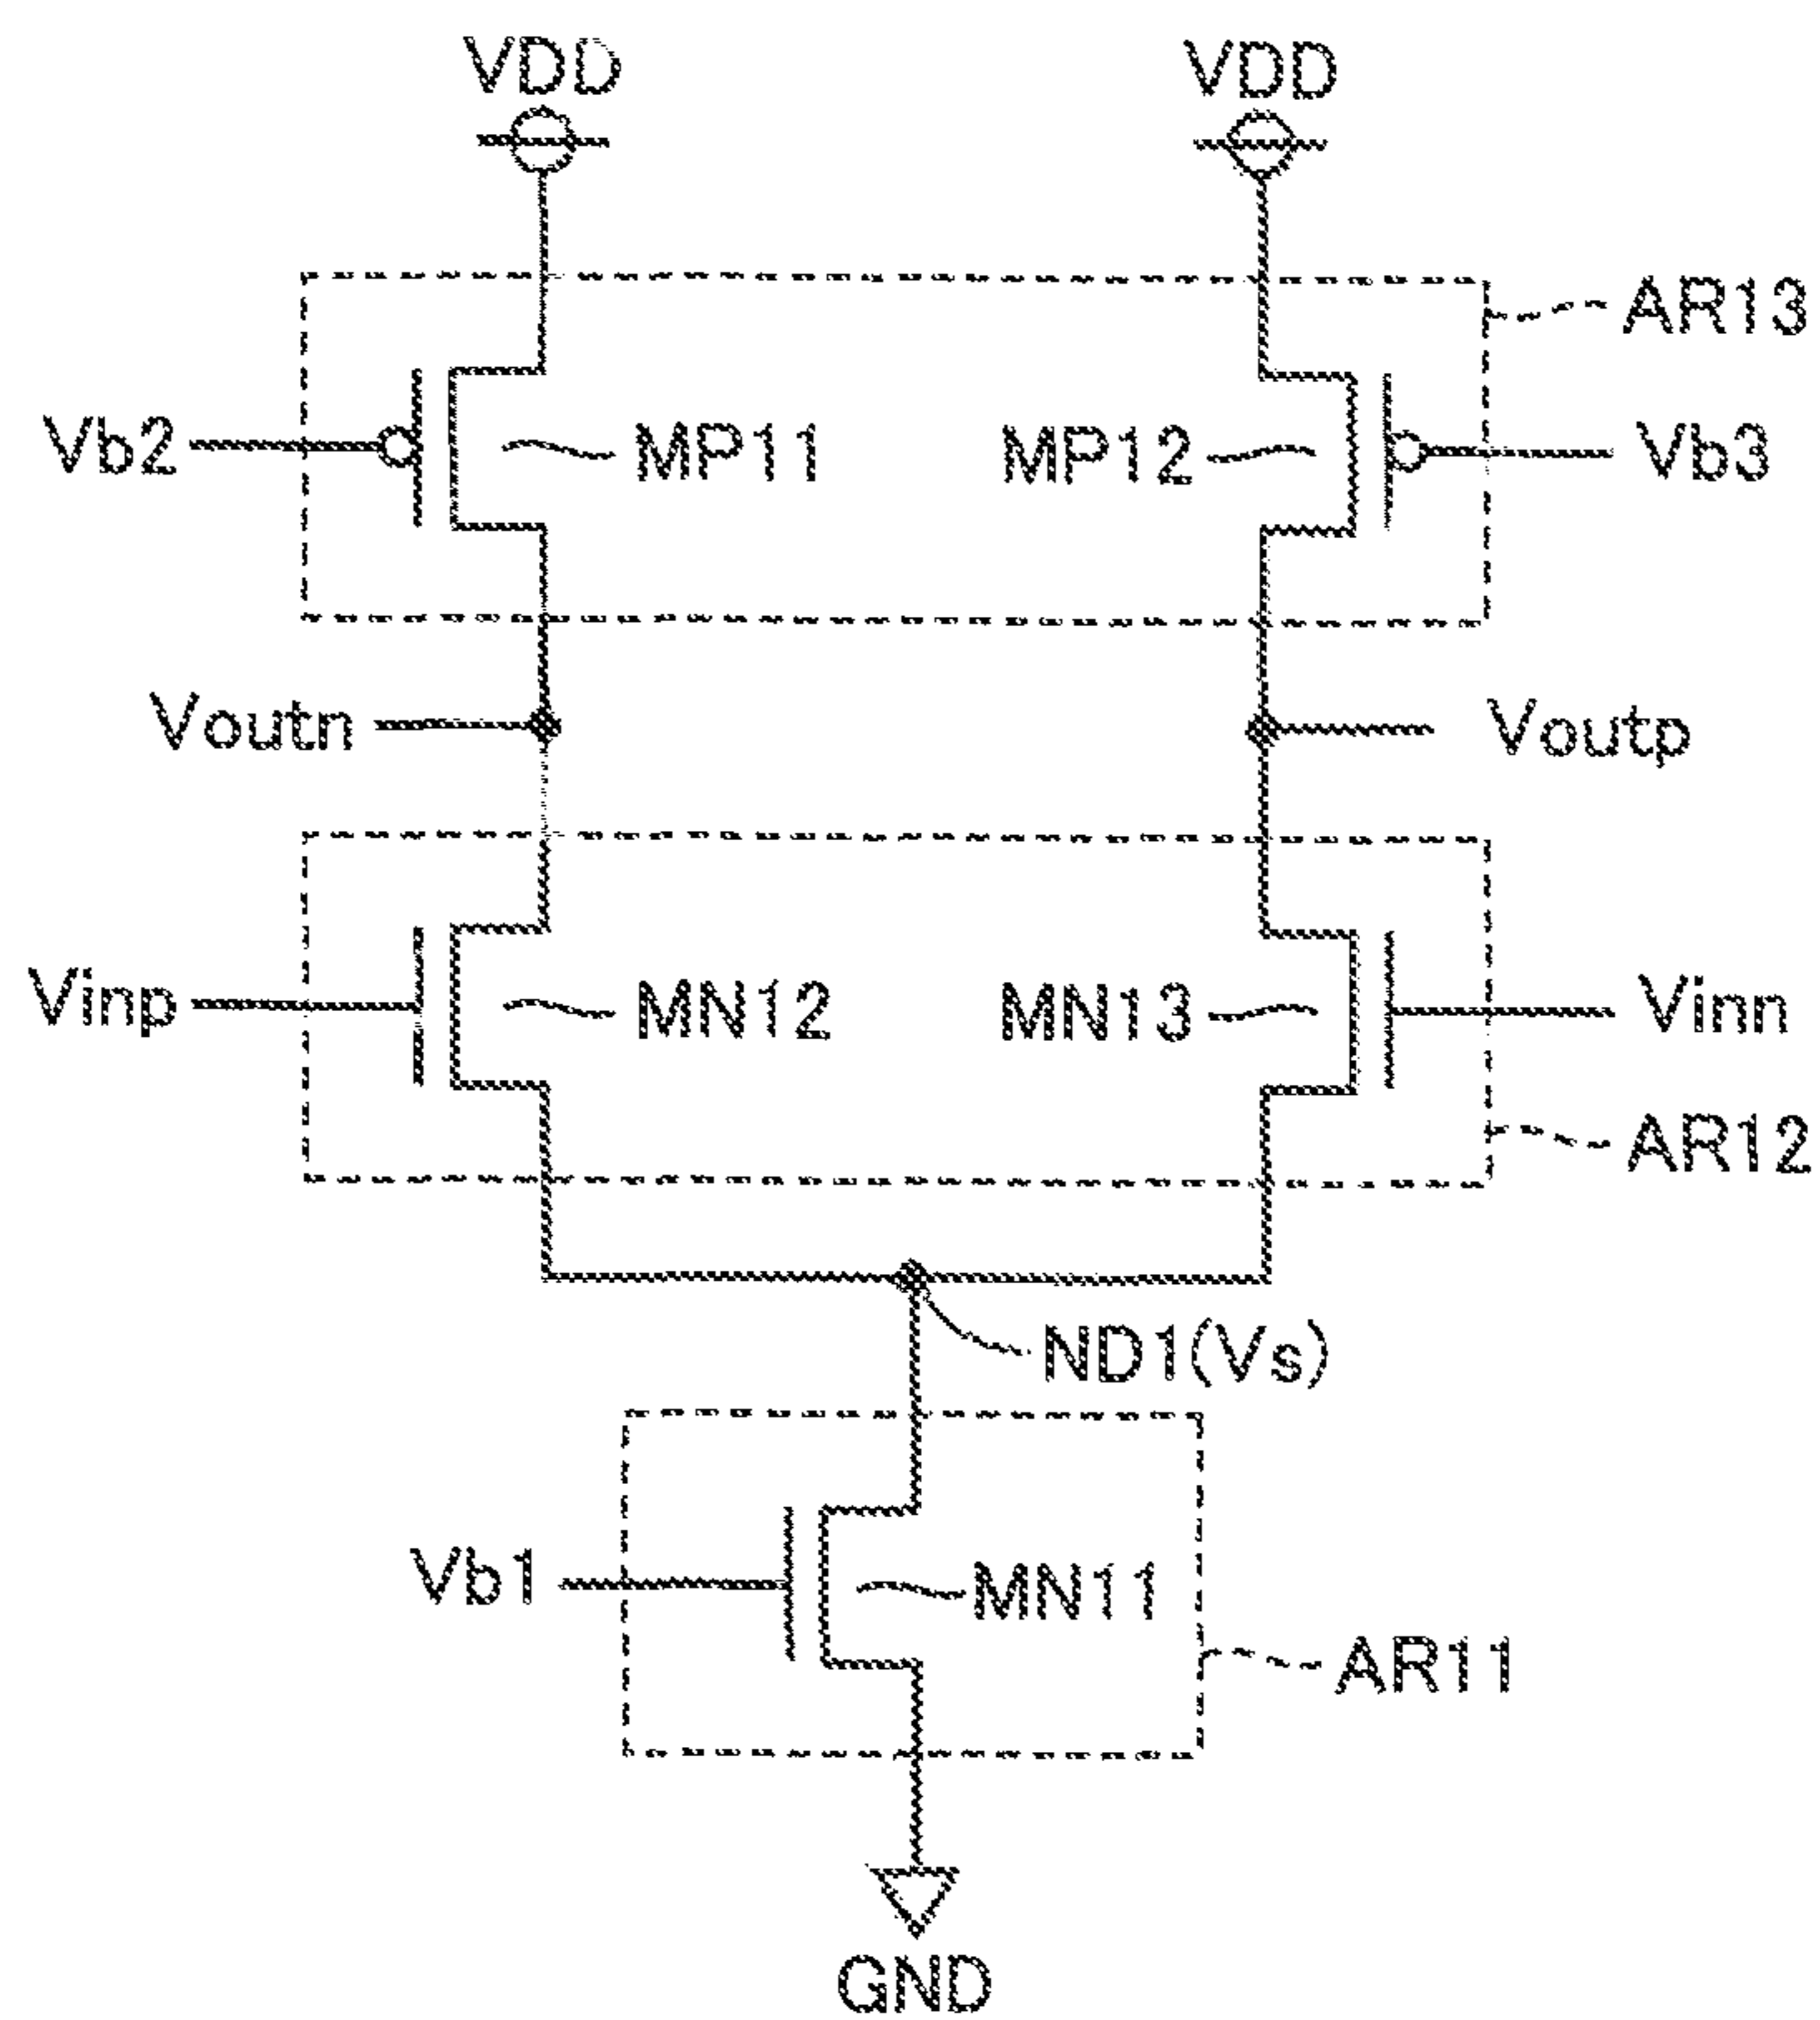 VDD VDD
AR13
Vb2 MP11 MP12 Vb3
Voutn Voutp
Vinp MN12 MN13 Vinn
AR12
ND1(Vs)
Vb1 MN11
AR11
GND